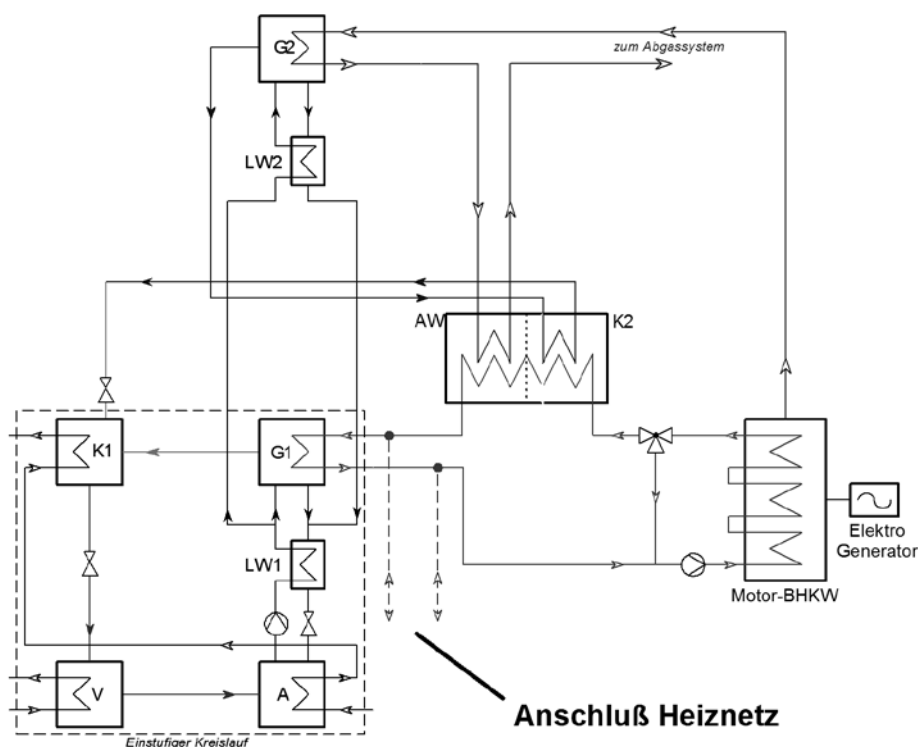 G2
zum Abgassystem
LW2
AW
K2
K1
G1
LW1
Elektro
Generator
Motor-BHKW
V
A
Anschluß Heiznetz
Einstufiger Kreislauf